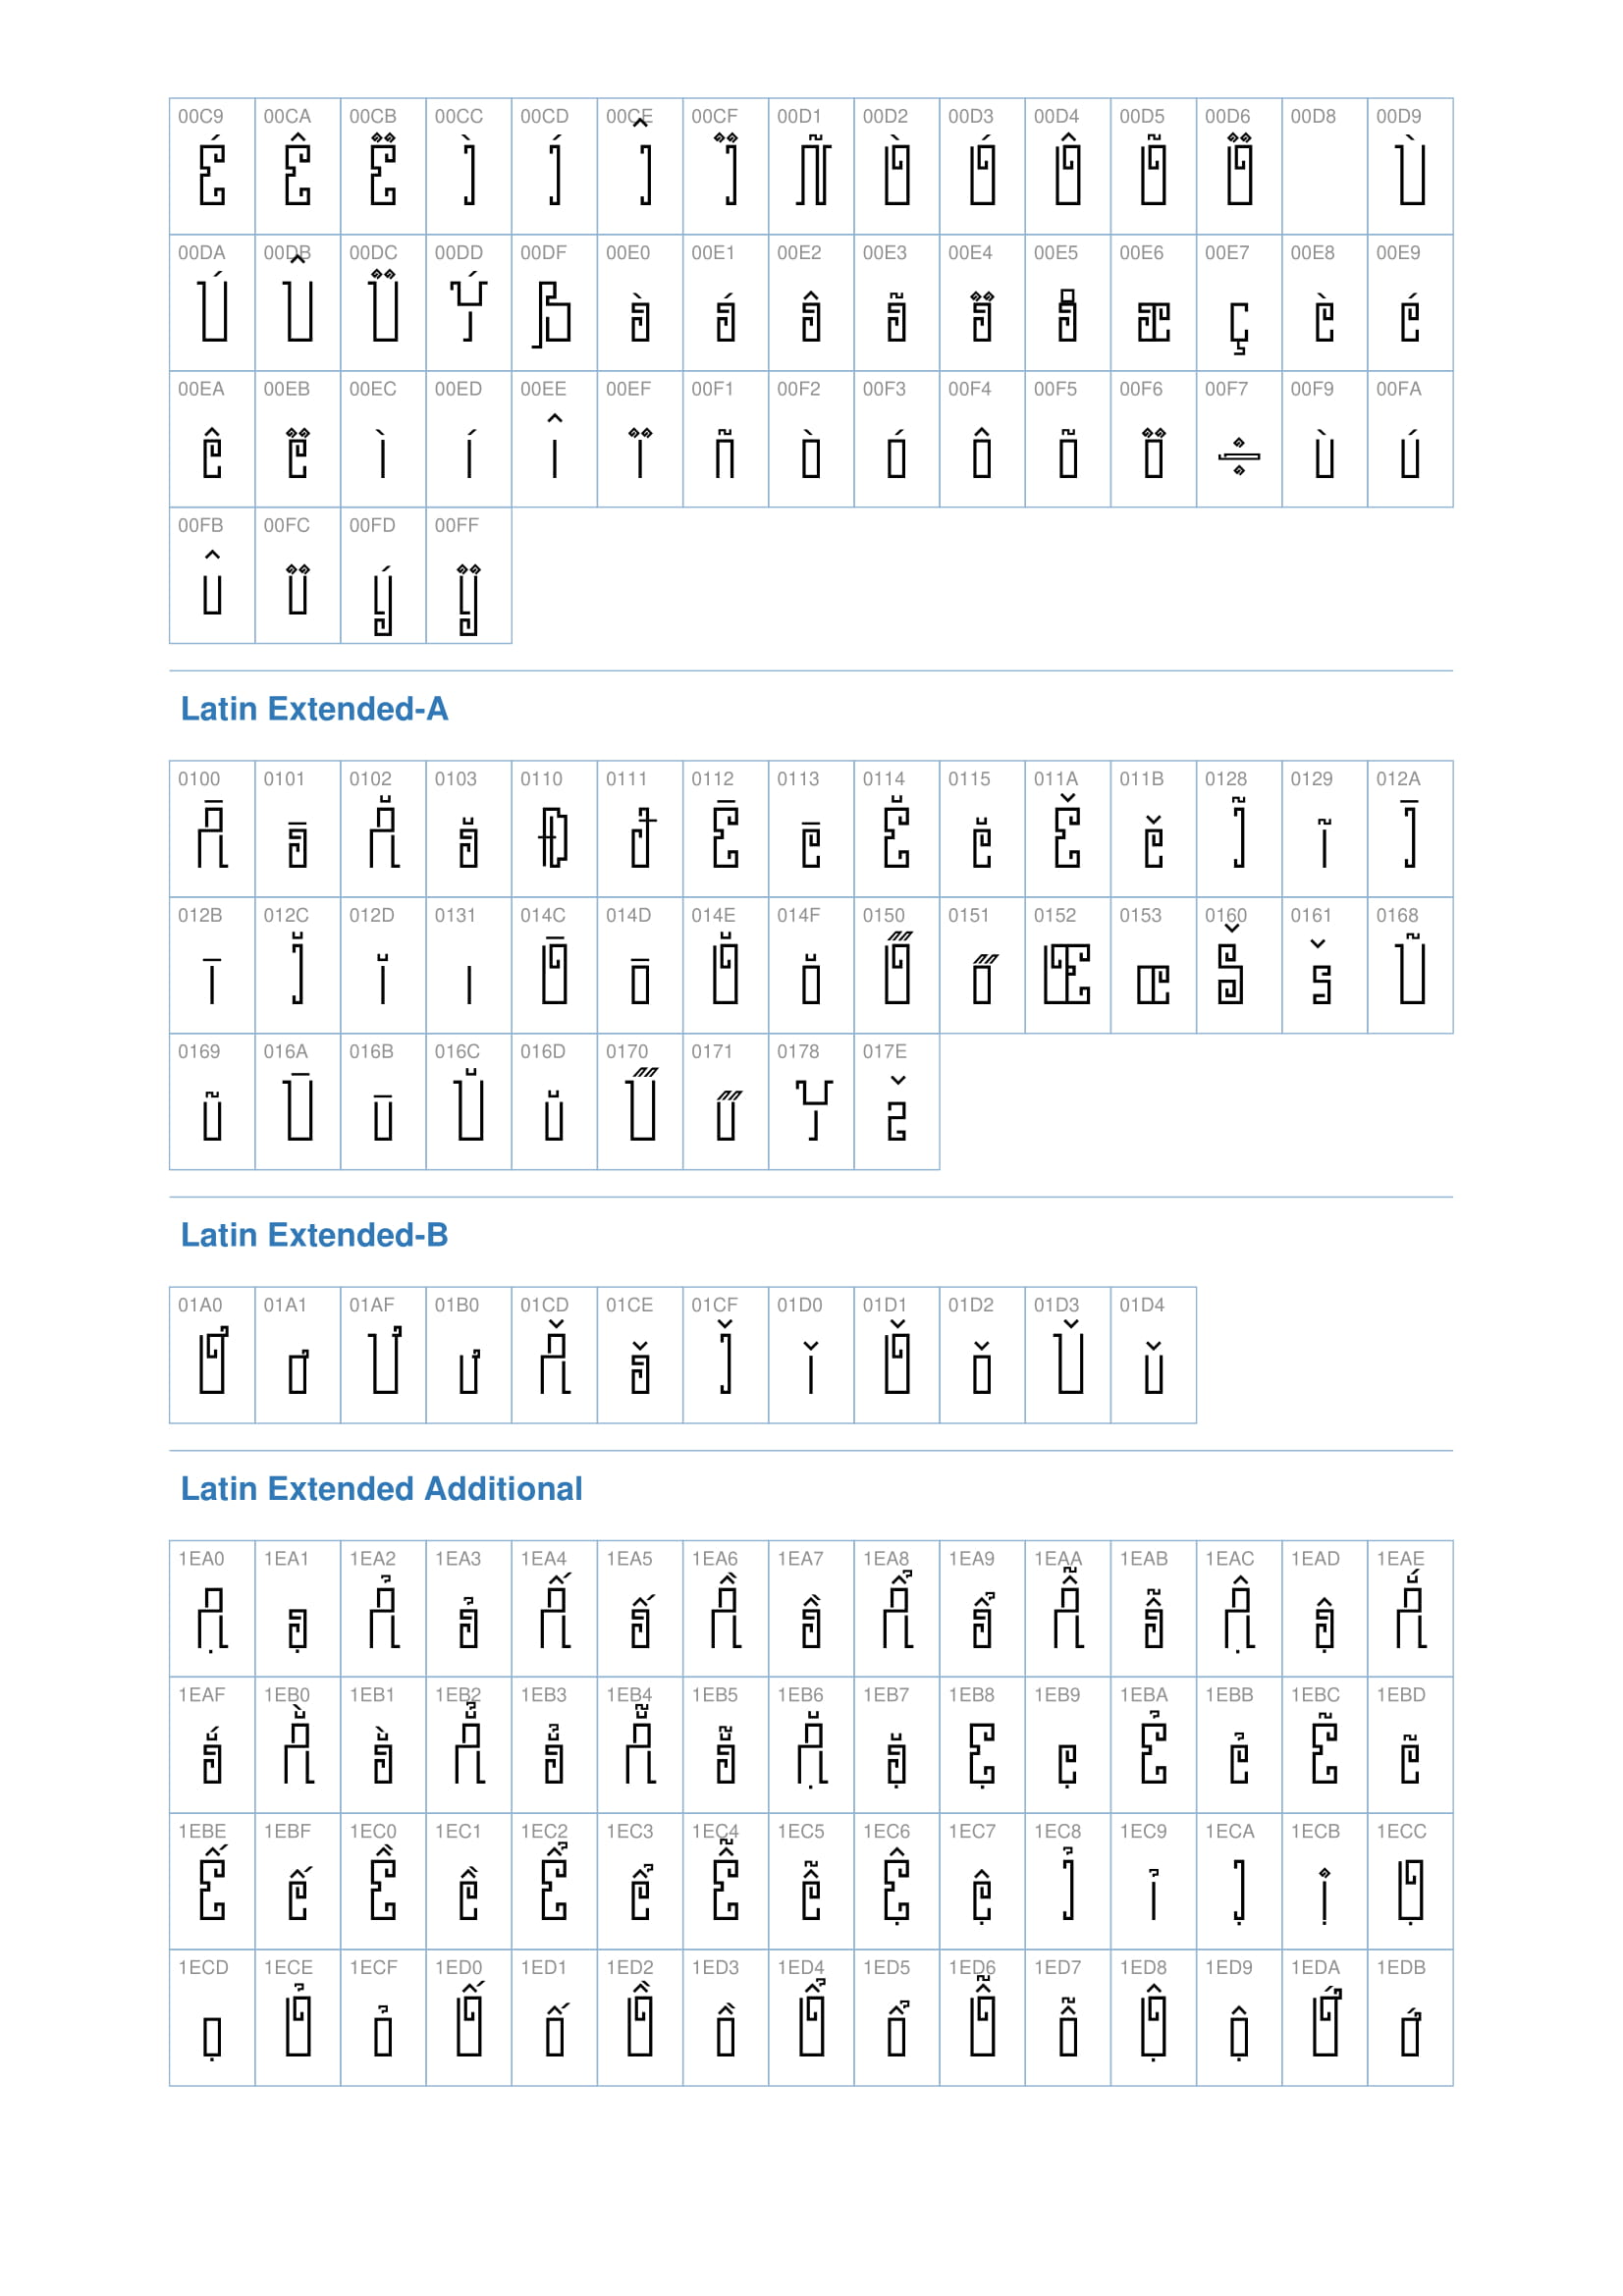 00C9 00CA 00CB 00CC 00CD 00CE 00CF 00D1 00D2 00D3 00D4 00D5 00D6 00D8 00D9
É Ê Ë Ì Í Î Ï Ñ Ò Ó Ô Õ Ö Ù
00DA 00DB 00DC 00DD 00DF 00E0 00E1 00E2 00E3 00E4 00E5 00E6 00E7 00E8 00E9
Ú Û Ü Ý ß à á â ã ä å æ ç è é
00EA 00EB 00EC 00ED 00EE 00EF 00F1 00F2 00F3 00F4 00F5 00F6 00F7 00F9 00FA
ê ë ì í î ï ñ ò ó ô õ ö ÷ ù ú
00FB 00FC 00FD 00FF
û ü ý ÿ
Latin Extended-A
0100 0101 0102 0103 0110 0111 0112 0113 0114 0115 011A 011B 0128 0129 012A
Ā ā Ă ă Đ đ Ē ē Ĕ ĕ Ě ě Ĩ ĩ Ī
012B 012C 012D 0131 014C 014D 014E 014F 0150 0151 0152 0153 0160 0161 0168
ī Ĭ ĭ ı Ō ō Ŏ ŏ Ő ő Œ œ Š š Ũ
0169 016A 016B 016C 016D 0170 0171 0178 017E
ũ Ū ū Ŭ ŭ Ű ű Y ž
Latin Extended-B
01A0 01A1 01AF 01B0 01CD 01CE 01CF 01D0 01D1 01D2 01D3 01D4
Ơ ơ Ư ư Ǎ ǎ Ǐ ǐ Ǒ ǒ Ǔ ǔ
Latin Extended Additional
1EA0 1EA1 1EA2 1EA3 1EA4 1EA5 1EA6 1EA7 1EA8 1EA9 1EAA 1EAB 1EAC 1EAD 1EAE
Ạ ạ Ả ả Ấ ấ Ầ ầ Ẩ ẩ Ẫ ẫ Ậ ậ Ắ
1EAF 1EB0 1EB1 1EB2 1EB3 1EB4 1EB5 1EB6 1EB7 1EB8 1EB9 1EBA 1EBB 1EBC 1EBD
ắ Ằ ằ Ẳ ẳ Ẵ ẵ Ặ ặ Ẹ ẹ Ẻ ẻ Ẽ ẽ
1EBE 1EBF 1EC0 1EC1 1EC2 1EC3 1EC4 1EC5 1EC6 1EC7 1EC8 1EC9 1ECA 1ECB 1ECC
Ế ế Ề ề Ể ể Ễ ễ Ệ ệ Ỉ ỉ Ị ị Ọ
1ECD 1ECE 1ECF 1ED0 1ED1 1ED2 1ED3 1ED4 1ED5 1ED6 1ED7 1ED8 1ED9 1EDA 1EDB
ọ Ỏ ỏ Ố ố Ồ ồ Ổ ổ Ỗ ỗ Ộ ộ Ớ ớ